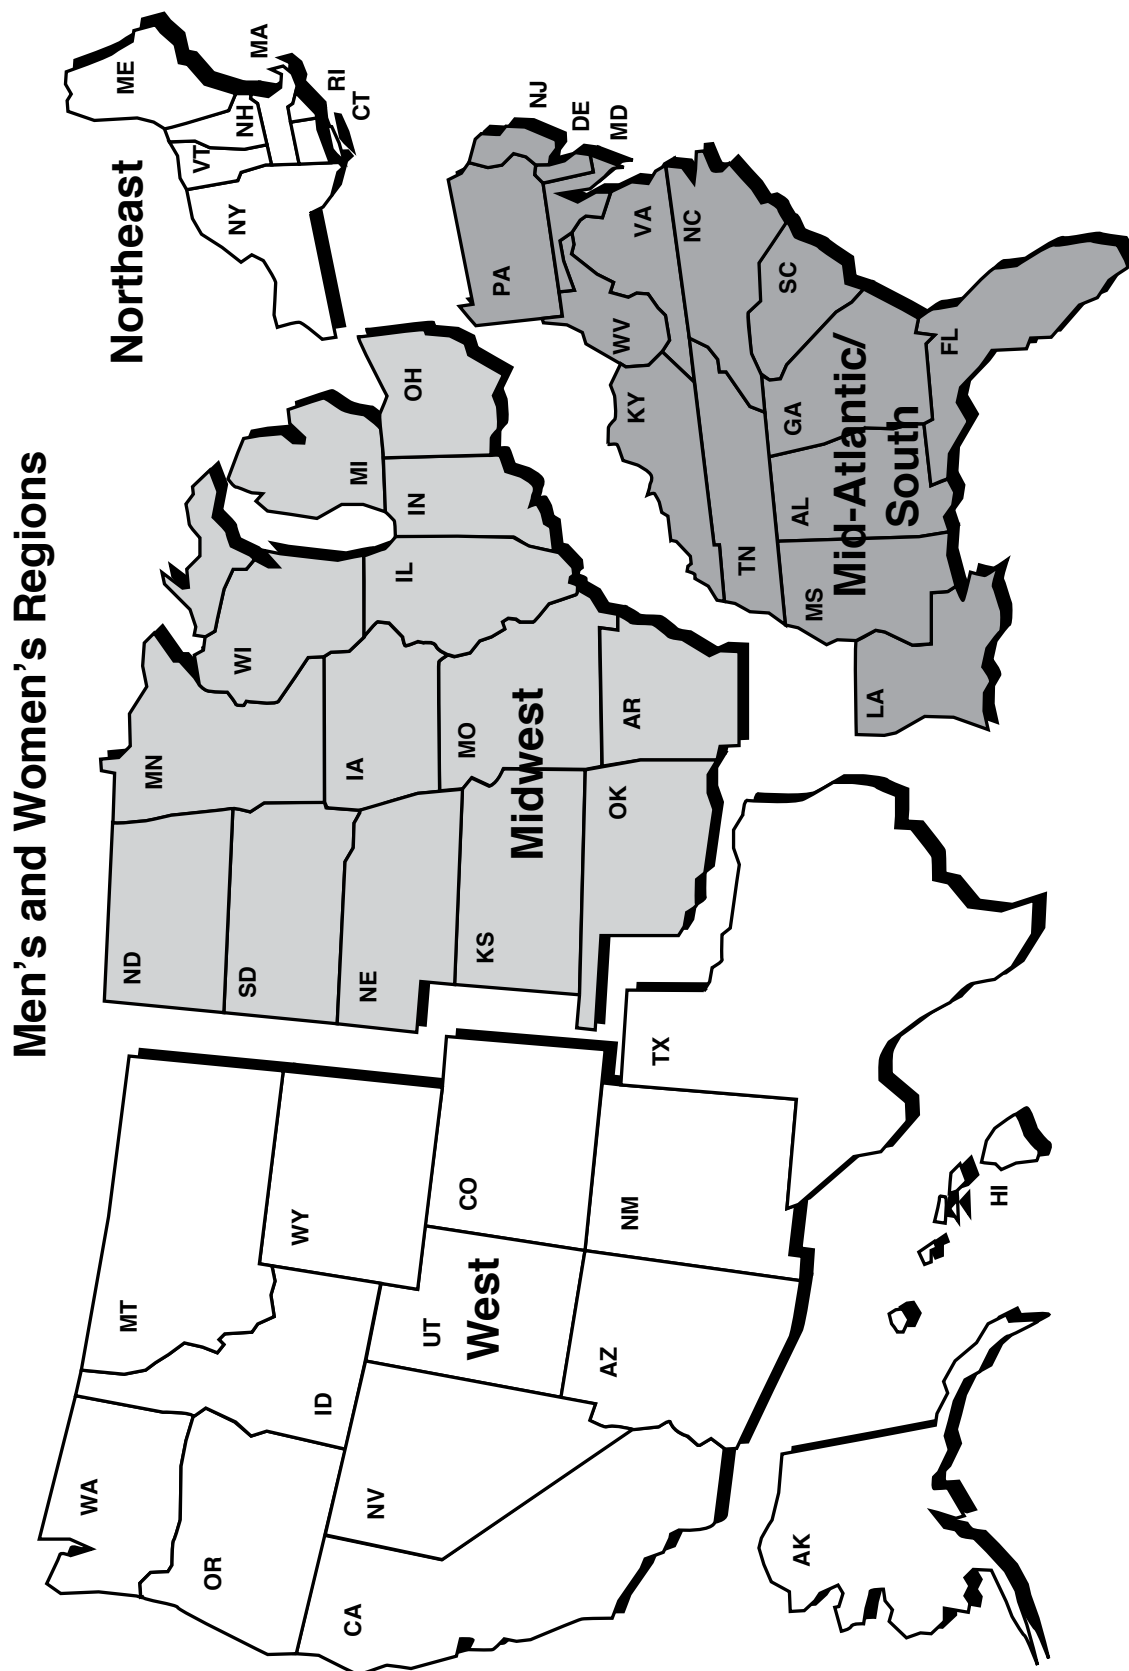 Men's and Women's Regions
Northeast
ME
MA
RI
CT
NH
VT
NY
Midwest
ND
SD
NE
KS
OK
MN
IA
MO
AR
WI
IL
MI
IN
OH
Mid-Atlantic/
South
PA
NJ
DE
MD
WV
VA
KY
NC
TN
SC
GA
AL
MS
FL
LA
West
WA
OR
CA
MT
ID
NV
WY
UT
CO
AZ
NM
TX
AK
HI